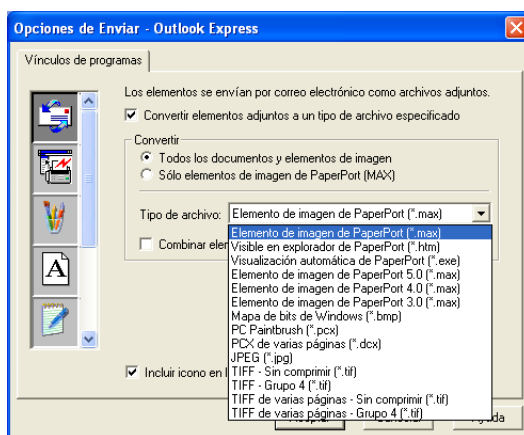 Opciones de Enviar - Outlook Express
Vínculos de programas
Los elementos se envían por correo electrónico como archivos adjuntos.
Convertir elementos adjuntos a un tipo de archivo especificado
Convertir
Todos los documentos y elementos de imagen
Sólo elementos de imagen de PaperPort (MAX)
Tipo de archivo: Elemento de imagen de PaperPort (*.max)
Elemento de imagen de PaperPort (*.max)
Combinar
Visible en explorador de PaperPort (*.htm)
Visualización automática de PaperPort (*.exe)
Elemento de imagen de PaperPort 5.0 (*.max)
Elemento de imagen de PaperPort 4.0 (*.max)
Elemento de imagen de PaperPort 3.0 (*.max)
Mapa de bits de Windows (*.bmp)
PC Paintbrush (*.pcx)
PCX de varias páginas (*.dcx)
JPEG (*.jpg)
Incluir icono en
TIFF - Sin comprimir (*.tif)
TIFF - Grupo 4 (*.tif)
TIFF de varias páginas - Sin comprimir (*.tif)
TIFF de varias páginas - Grupo 4 (*.tif)